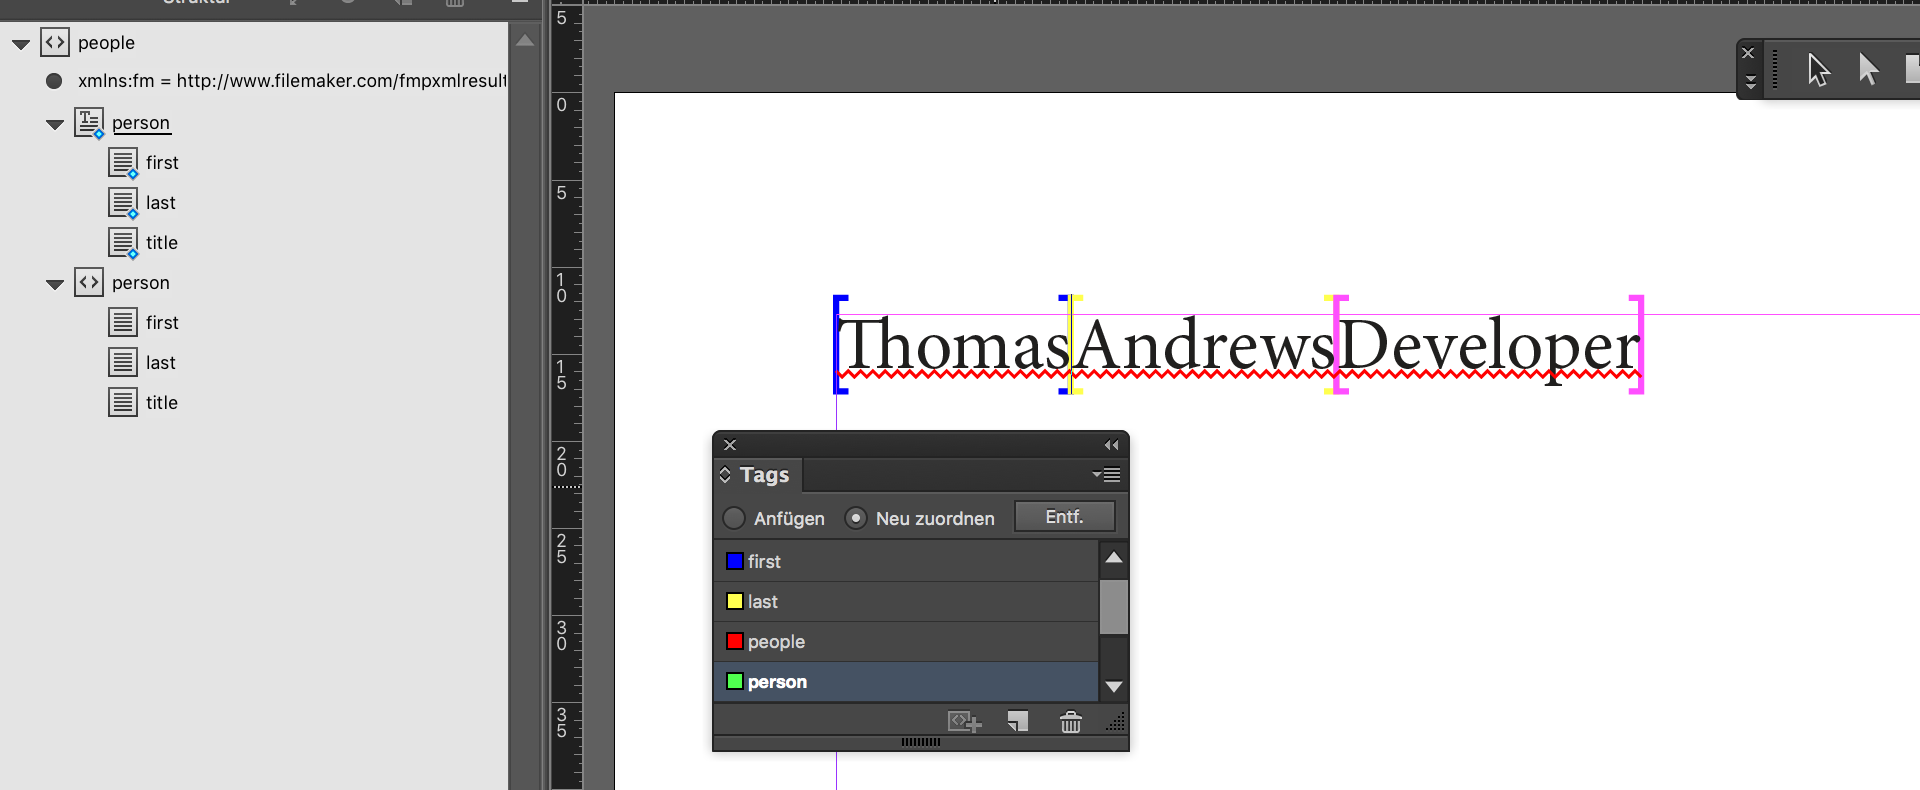 Struktur
people
xmlns:fm = http://www.filemaker.com/fmpxmlresult
person
first
last
title
person
first
last
title
5
0
5
10
15
20
25
30
35
ThomasAndrewsDeveloper
Tags
Anfügen
Neu zuordnen
Entf.
first
last
people
person